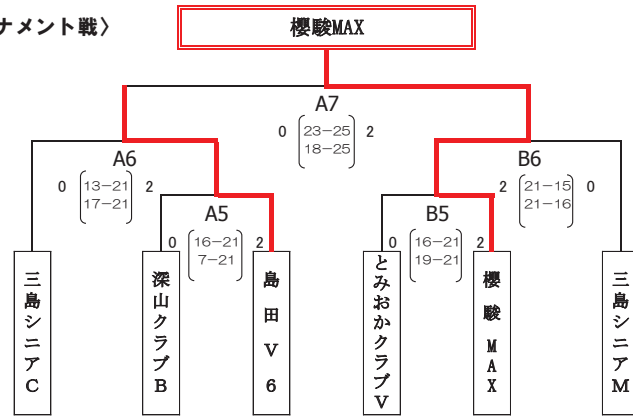 ナメント戦〉
櫻駿MAX
A7
0 23-25 2
18-25
A6
0 13-21 2
17-21
B6
2 21-15 0
21-16
A5
0 16-21 2
7-21
B5
0 16-21 2
19-21
三島シニアC
深山クラブB
島田V6
とみおかクラブV
櫻駿MAX
三島シニアM